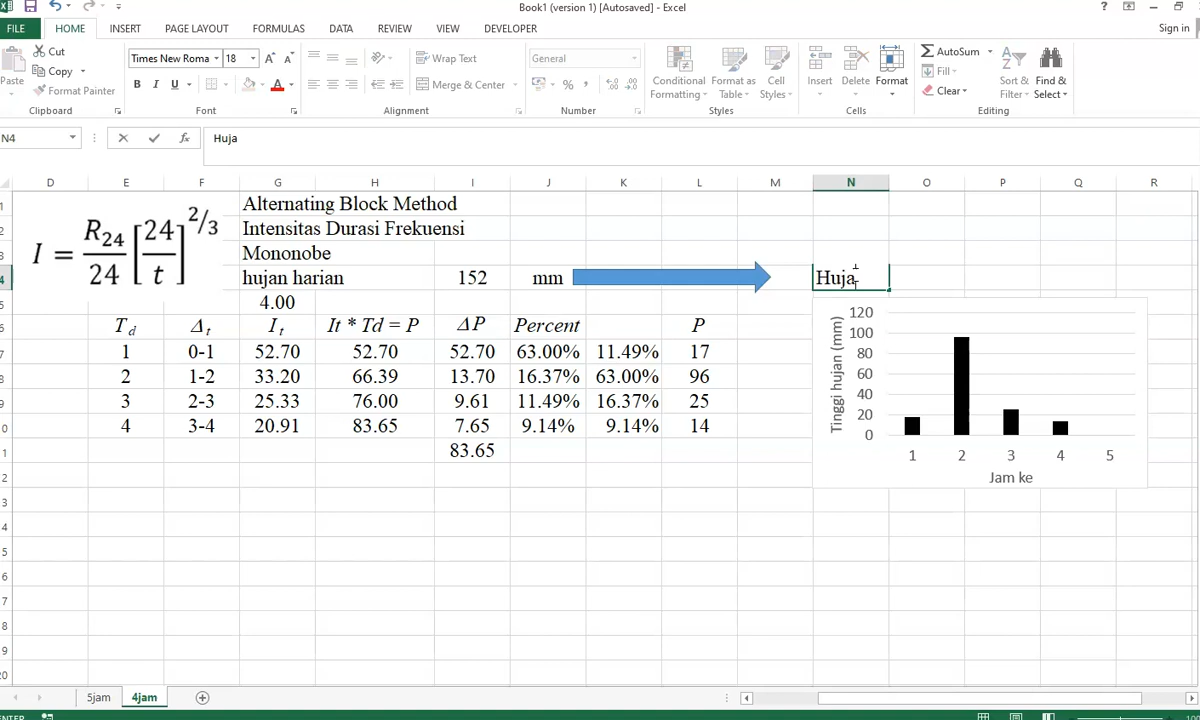 Book1 (version 1) [Autosaved] - Excel
?
FILE HOME INSERT PAGE LAYOUT FORMULAS DATA REVIEW VIEW DEVELOPER Sign in
Paste Cut Copy Format Painter
Clipboard
Times New Roma 18 A A
B I U A
Font
Wrap Text
Merge & Center
Alignment
General
% ,
Number
Conditional Formatting Format as Table Cell Styles
Styles
Insert Delete Format
Cells
AutoSum
Fill
Clear
Sort & Filter Find & Select
Editing
N4 fx Huja
D E F G H I J K L M N O P Q R
Alternating Block Method
Intensitas Durasi Frekuensi
Mononobe
I = R24/24 [24/t]^2/3
hujan harian 152 mm Huja
4.00
Td Δt It It * Td = P ΔP Percent P
1 0-1 52.70 52.70 52.70 63.00% 11.49% 17
2 1-2 33.20 66.39 13.70 16.37% 63.00% 96
3 2-3 25.33 76.00 9.61 11.49% 16.37% 25
4 3-4 20.91 83.65 7.65 9.14% 9.14% 14
83.65
Tinggi hujan (mm)
120
100
80
60
40
20
0
1 2 3 4 5
Jam ke
5jam 4jam